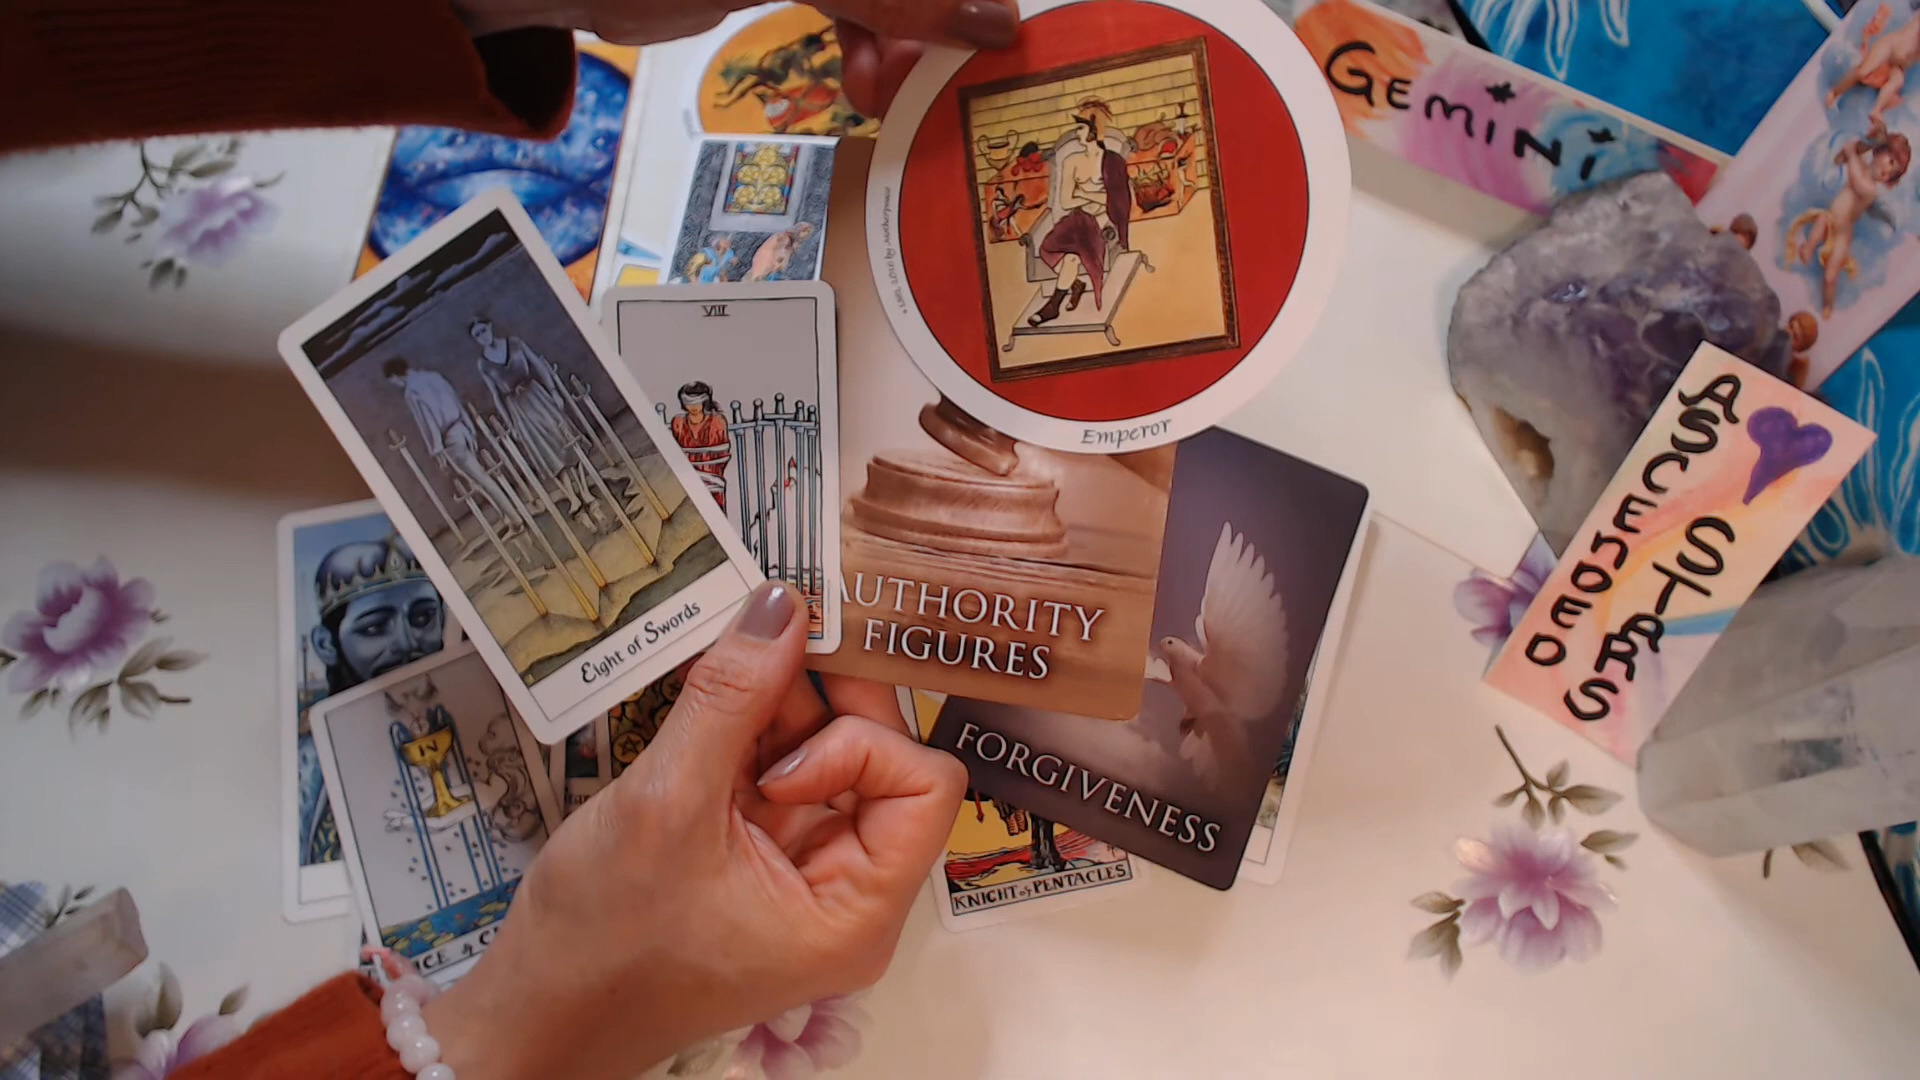 GEMINI
ASCENDED
STARS
Emperor
VIII
Eight of Swords
AUTHORITY
FIGURES
FORGIVENESS
KNIGHT of PENTACLES